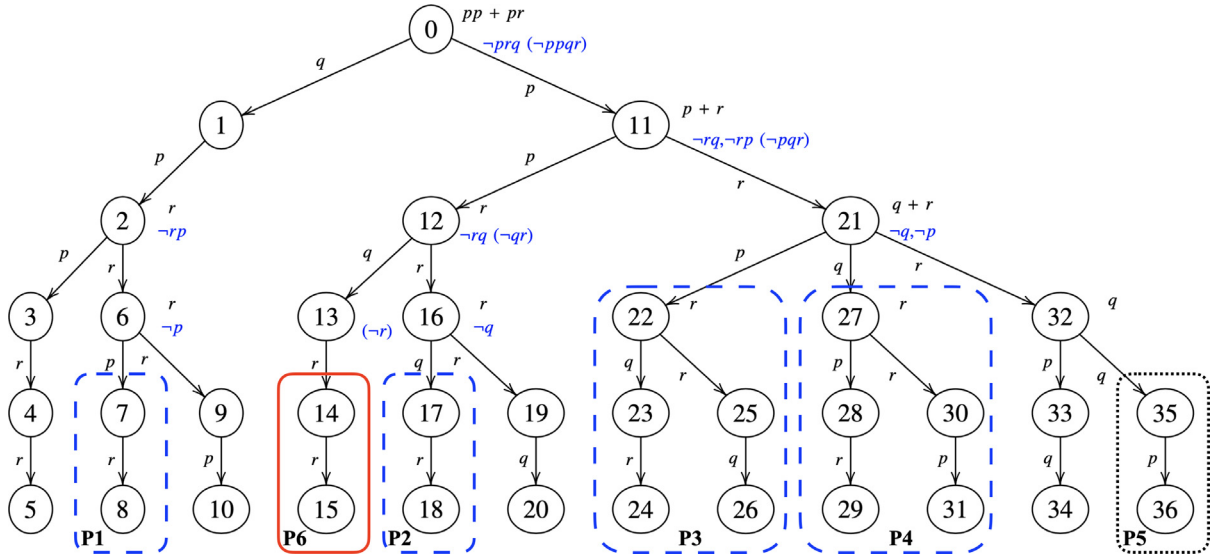 0 pp + pr
¬prq (¬ppqr)
q p
1 11 p + r
¬rq,¬rp (¬pqr)
p p r
2 r 12 r 21 q + r
¬rp ¬rq (¬qr) ¬q,¬p
p r q r p q r
3 6 r 13 16 r 22 r 27 r 32 q
¬p (¬r) ¬q
r p r r q r q r p r p q
4 7 9 14 17 19 23 25 28 30 33 35
r r p r r q r q r p q p
5 8 10 15 18 20 24 26 29 31 34 36
P1 P6 P2 P3 P4 P5